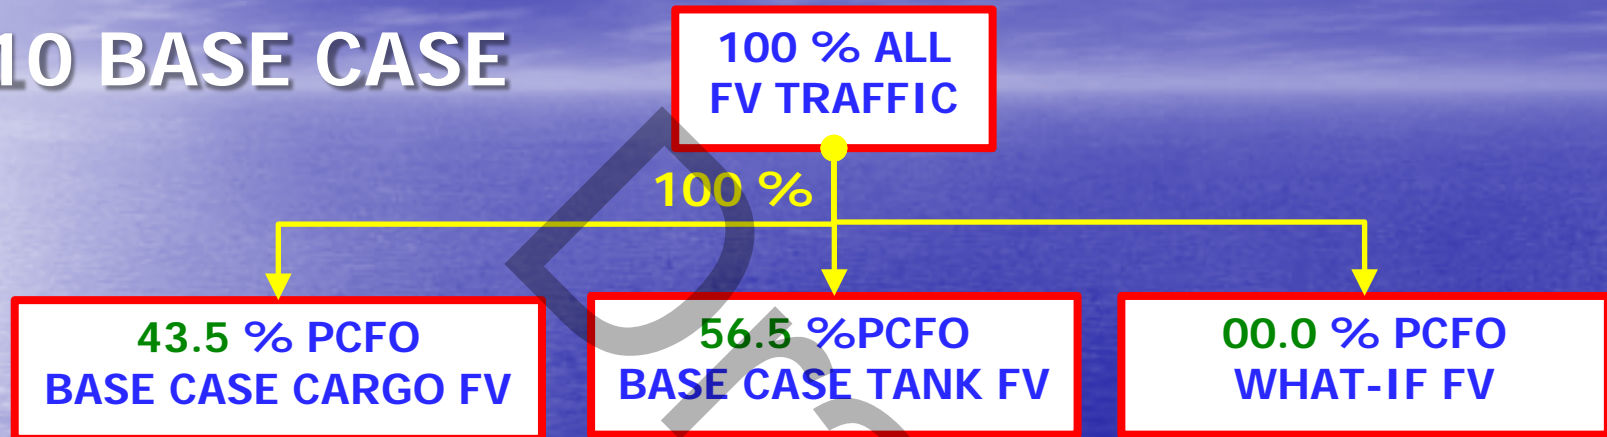 10 BASE CASE
100 % ALL
FV TRAFFIC
100 %
43.5 % PCFO
BASE CASE CARGO FV
56.5 %PCFO
BASE CASE TANK FV
00.0 % PCFO
WHAT-IF FV